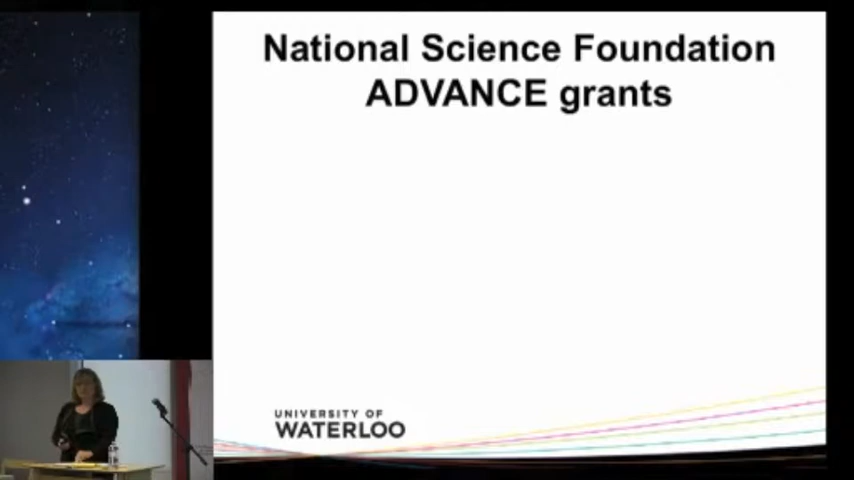 National Science Foundation
ADVANCE grants
UNIVERSITY OF
WATERLOO